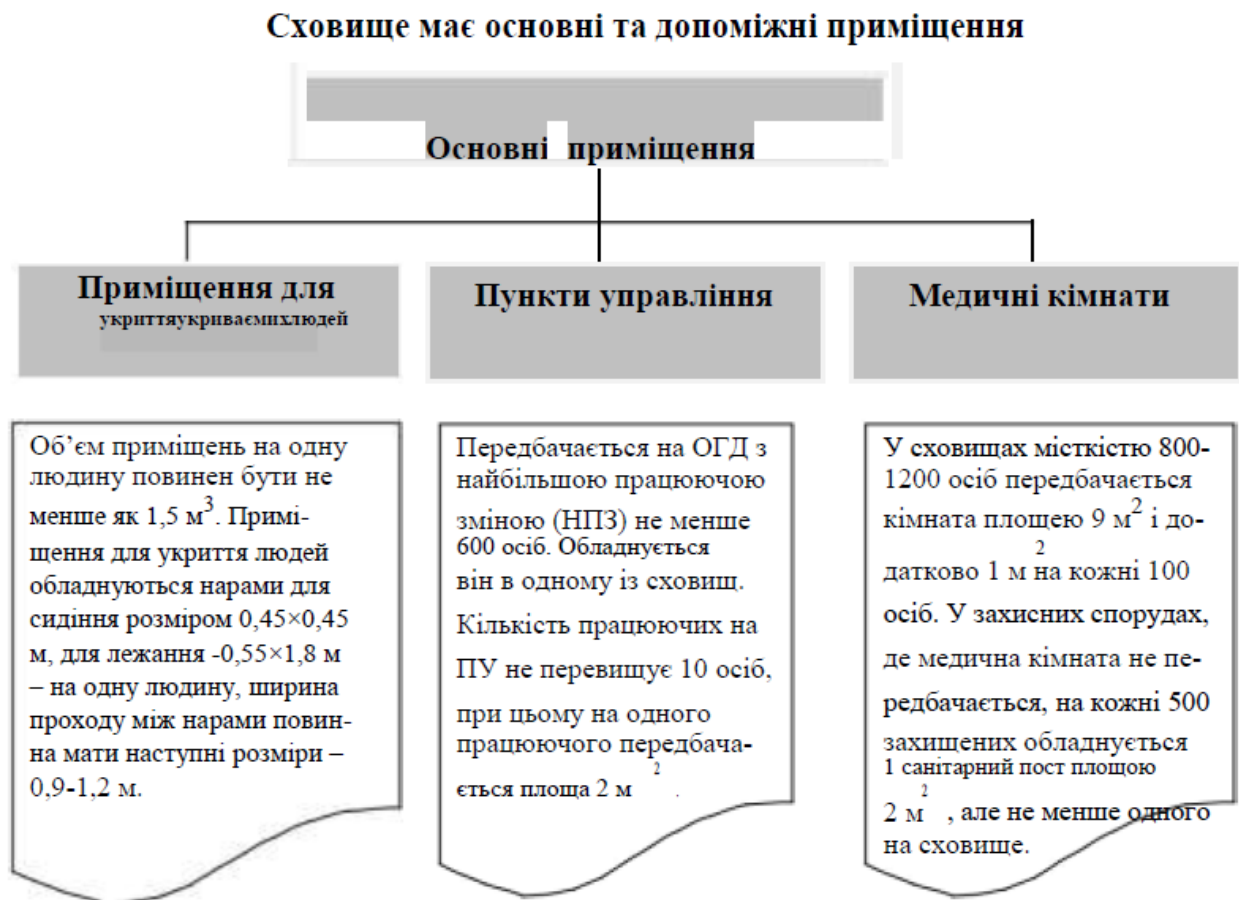 Сховище має основні та допоміжні приміщення
Основні приміщення
Приміщення для
укриттяукриваємихлюдей
Об’єм приміщень на одну
людину повинен бути не
менше як 1,5 м³. Примі-
щення для укриття людей
обладнуються нарами для
сидіння розміром 0,45×0,45
м, для лежання -0,55×1,8 м
– на одну людину, ширина
проходу між нарами повин-
на мати наступні розміри –
0,9-1,2 м.
Пункти управління
Передбачається на ОГД з
найбільшою працюючою
зміною (НПЗ) не менше
600 осіб. Обладнується
він в одному із сховищ.
Кількість працюючих на
ПУ не перевищує 10 осіб,
при цьому на одного
працюючого передбача-
ється площа 2 м².
Медичні кімнати
У сховищах місткістю 800-
1200 осіб передбачається
кімната площею 9 м² і до-
датково 1 м² на кожні 100
осіб. У захисних спорудах,
де медична кімната не пе-
редбачається, на кожні 500
захищених обладнується
1 санітарний пост площою
2 м², але не менше одного
на сховище.